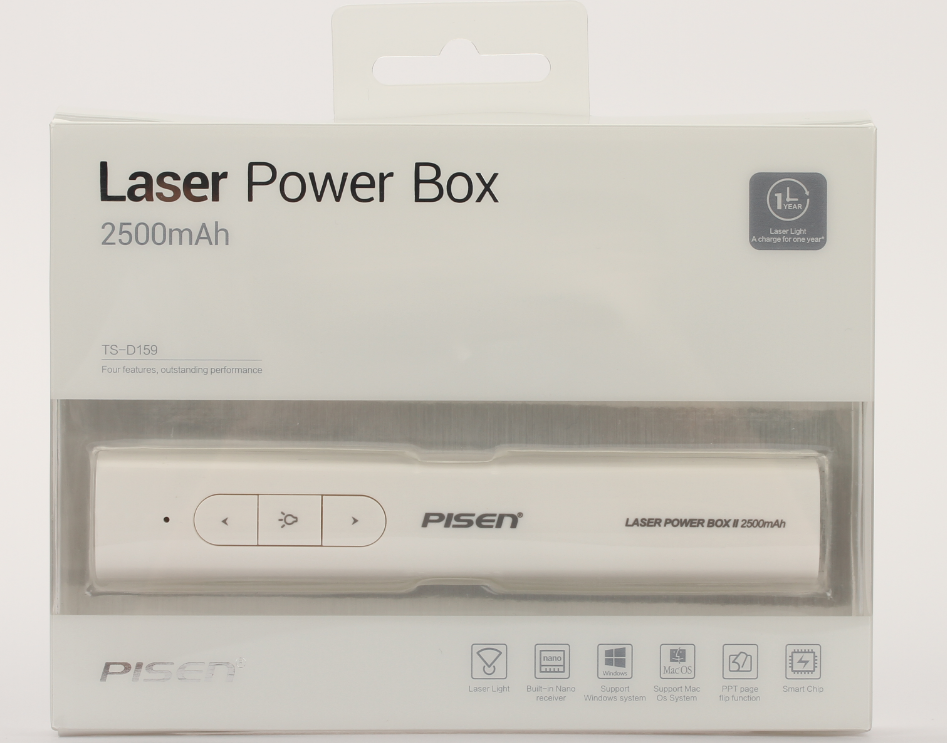 Laser Power Box
2500mAh
1 YEAR
Laser Light
A charge for one year*
TS-D159
Four features, outstanding performance
PISEN®
LASER POWER BOX II 2500mAh
PISEN®
nano
Windows
Mac OS
Laser Light
Built-in Nano
receiver
Support
Windows system
Support Mac
Os System
PPT page
flip function
Smart Chip